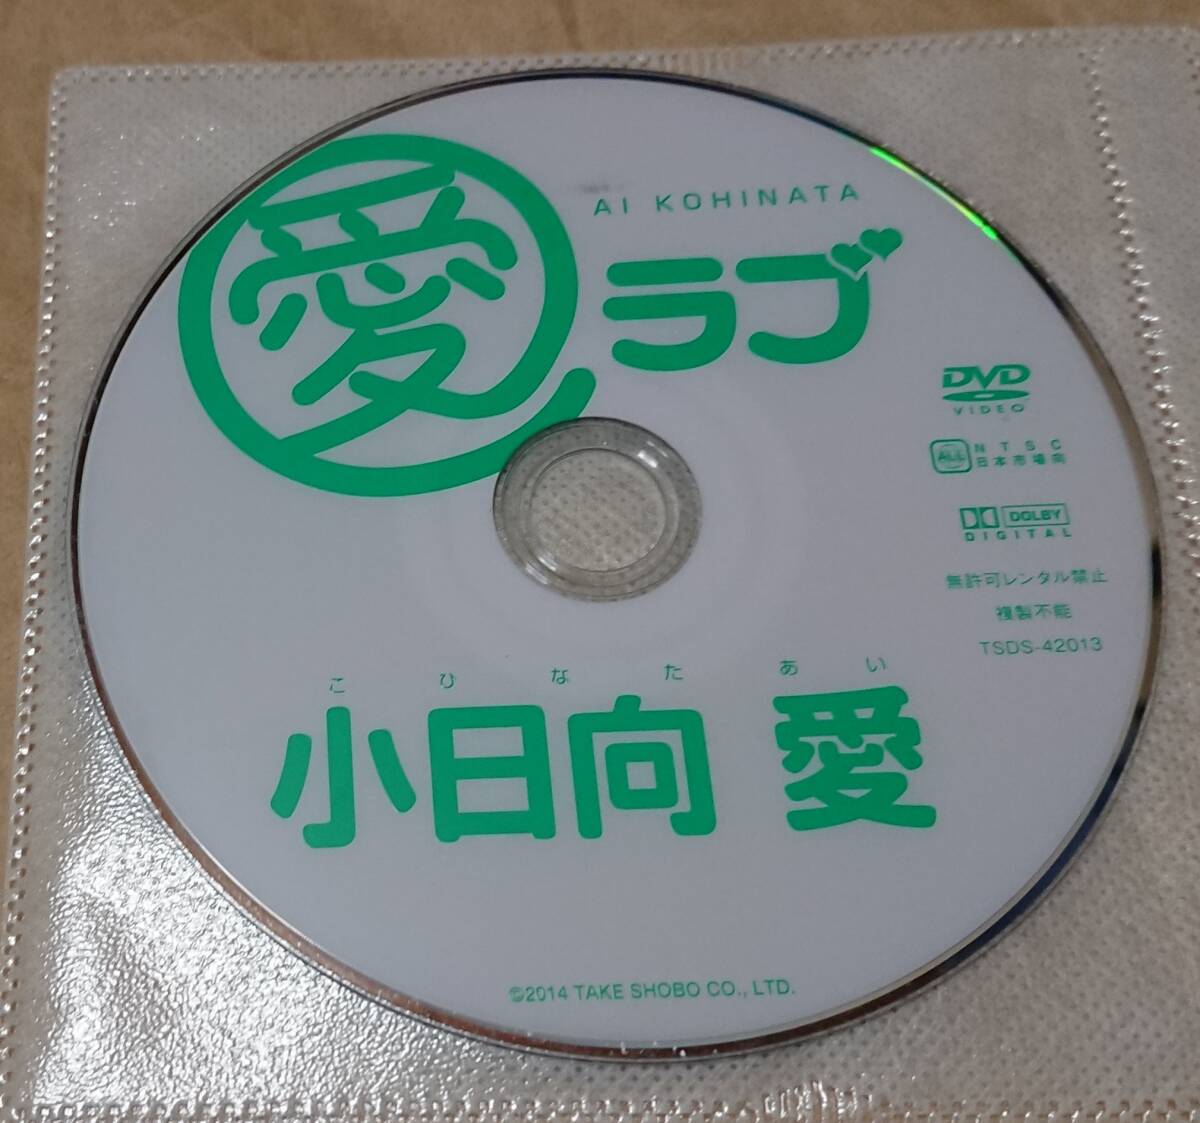 AI KOHINATA
愛ラブ
DVD
VIDEO
ALL NTSC
日本市場向
DOLBY
DIGITAL
無許可レンタル禁止
複製不能
TSDS-42013
こひなた あい
小日向 愛
©2014 TAKE SHOBO CO., LTD.